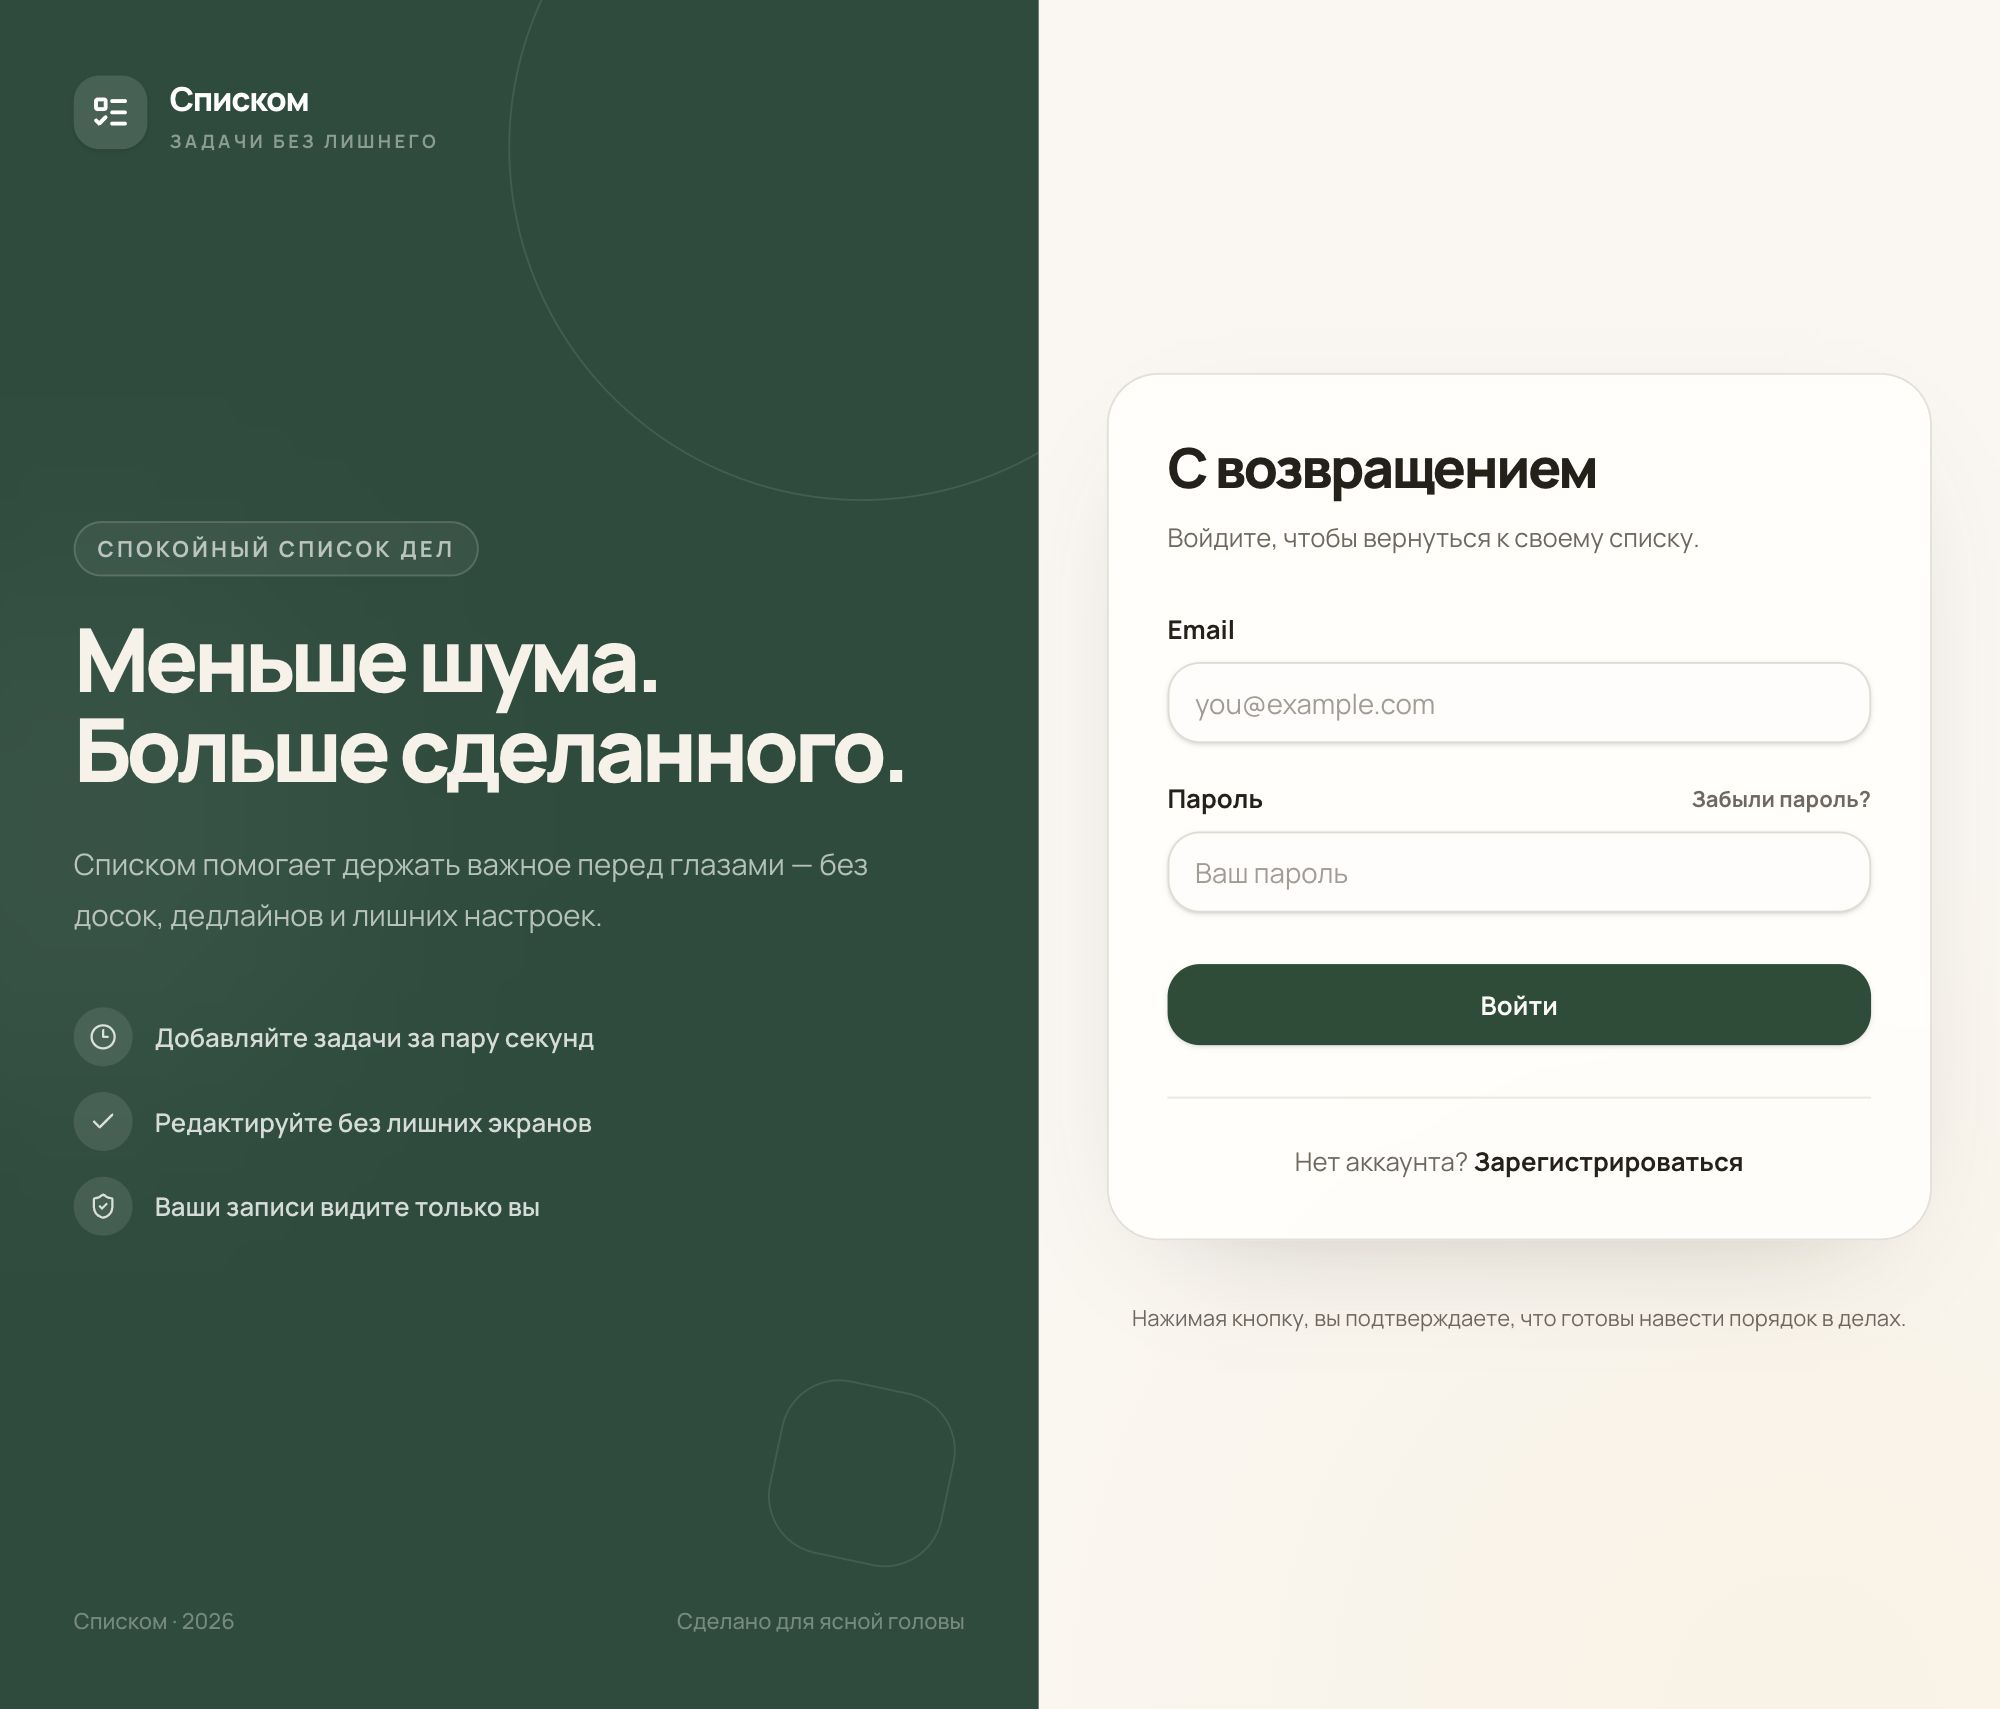 Списком
ЗАДАЧИ БЕЗ ЛИШНЕГО
СПОКОЙНЫЙ СПИСОК ДЕЛ
Меньше шума.
Больше сделанного.
Списком помогает держать важное перед глазами — без
досок, дедлайнов и лишних настроек.
Добавляйте задачи за пару секунд
Редактируйте без лишних экранов
Ваши записи видите только вы
Списком · 2026
Сделано для ясной головы
С возвращением
Войдите, чтобы вернуться к своему списку.
Email
you@example.com
Пароль
Забыли пароль?
Ваш пароль
Войти
Нет аккаунта? Зарегистрироваться
Нажимая кнопку, вы подтверждаете, что готовы навести порядок в делах.